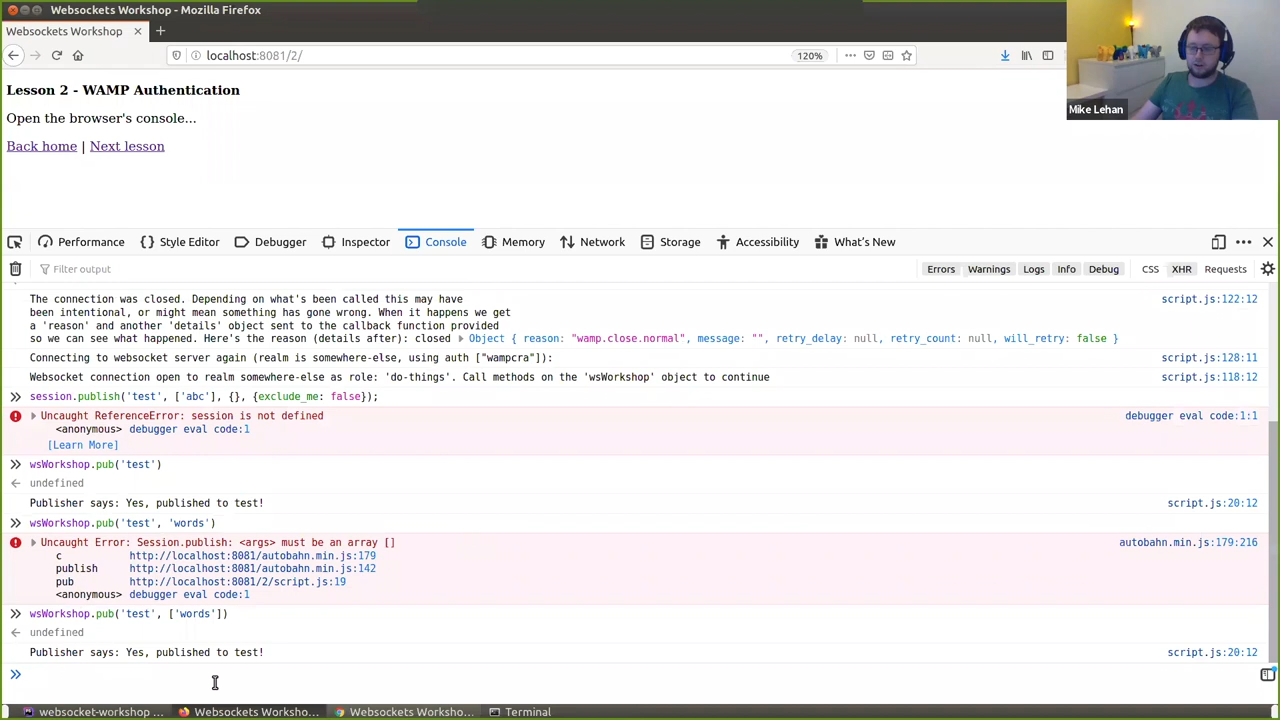 Websockets Workshop - Mozilla Firefox
Websockets Workshop
localhost:8081/2/
120%
Mike Lehan
Lesson 2 - WAMP Authentication
Open the browser's console...
Back home | Next lesson
Performance
Style Editor
Debugger
Inspector
Console
Memory
Network
Storage
Accessibility
What's New
Filter output
Errors
Warnings
Logs
Info
Debug
CSS
XHR
Requests
The connection was closed. Depending on what's been called this may have script.js:122:12
been intentional, or might mean something has gone wrong. When it happens we get
a 'reason' and another 'details' object sent to the callback function provided
so we can see what happened. Here's the reason (details after): closed Object { reason: "wamp.close.normal", message: "", retry_delay: null, retry_count: null, will_retry: false }
Connecting to websocket server again (realm is somewhere-else, using auth ["wampcra"]): script.js:128:11
Websocket connection open to realm somewhere-else as role: 'do-things'. Call methods on the 'wsWorkshop' object to continue script.js:118:12
session.publish('test', ['abc'], {}, {exclude_me: false});
Uncaught ReferenceError: session is not defined debugger eval code:1:1
<anonymous> debugger eval code:1
[Learn More]
wsWorkshop.pub('test')
undefined
Publisher says: Yes, published to test! script.js:20:12
wsWorkshop.pub('test', 'words')
Uncaught Error: Session.publish: <args> must be an array [] autobahn.min.js:179:216
c http://localhost:8081/autobahn.min.js:179
publish http://localhost:8081/autobahn.min.js:142
pub http://localhost:8081/2/script.js:19
<anonymous> debugger eval code:1
wsWorkshop.pub('test', ['words'])
undefined
Publisher says: Yes, published to test! script.js:20:12
websocket-workshop ...
Websockets Worksho...
Websockets Worksho...
Terminal